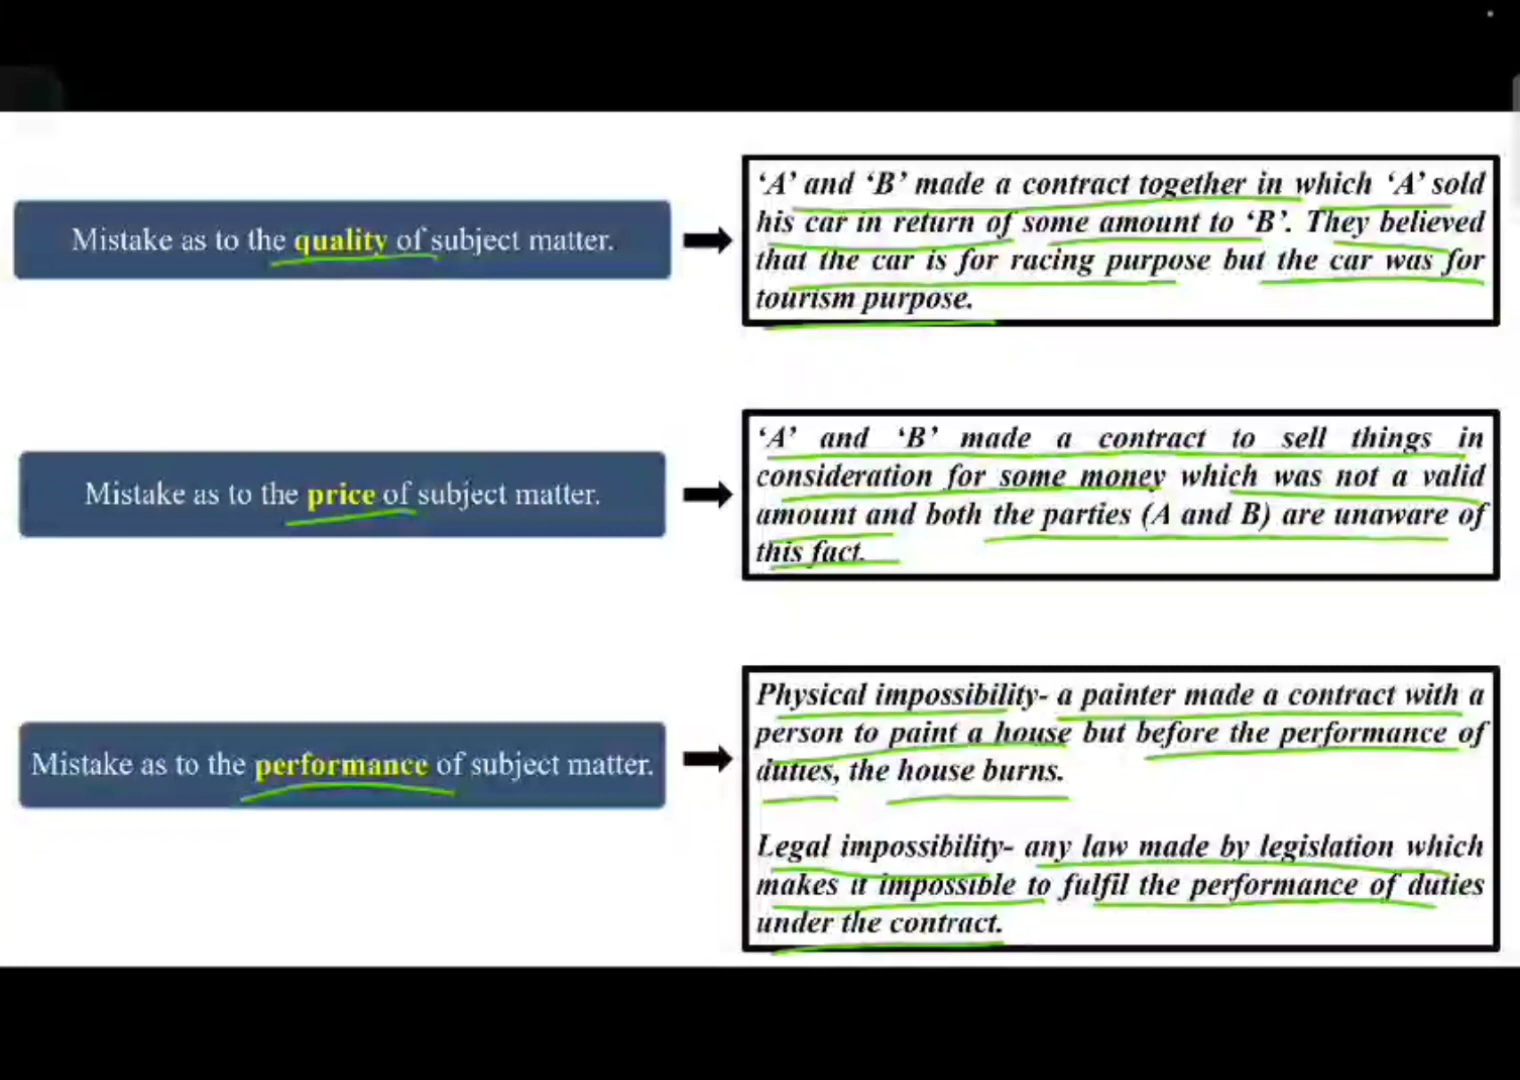 Mistake as to the quality of subject matter.
‘A’ and ‘B’ made a contract together in which ‘A’ sold
his car in return of some amount to ‘B’. They believed
that the car is for racing purpose but the car was for
tourism purpose.
Mistake as to the price of subject matter.
‘A’ and ‘B’ made a contract to sell things in
consideration for some money which was not a valid
amount and both the parties (A and B) are unaware of
this fact.
Mistake as to the performance of subject matter.
Physical impossibility- a painter made a contract with a
person to paint a house but before the performance of
duties, the house burns.
Legal impossibility- any law made by legislation which
makes it impossible to fulfil the performance of duties
under the contract.